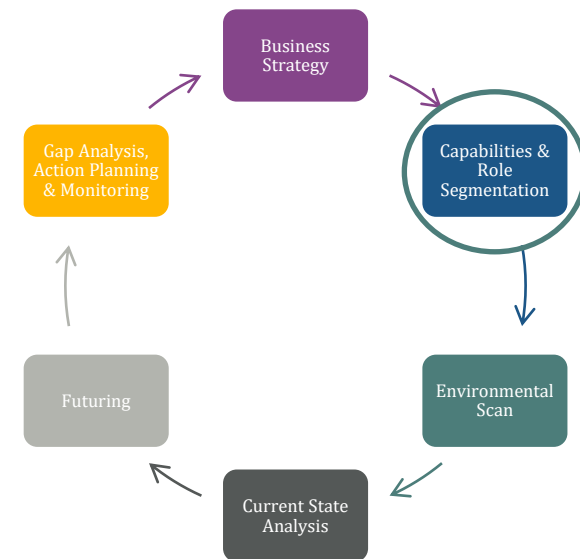 Business
Strategy
Capabilities &
Role
Segmentation
Environmental
Scan
Current State
Analysis
Futuring
Gap Analysis,
Action Planning
& Monitoring